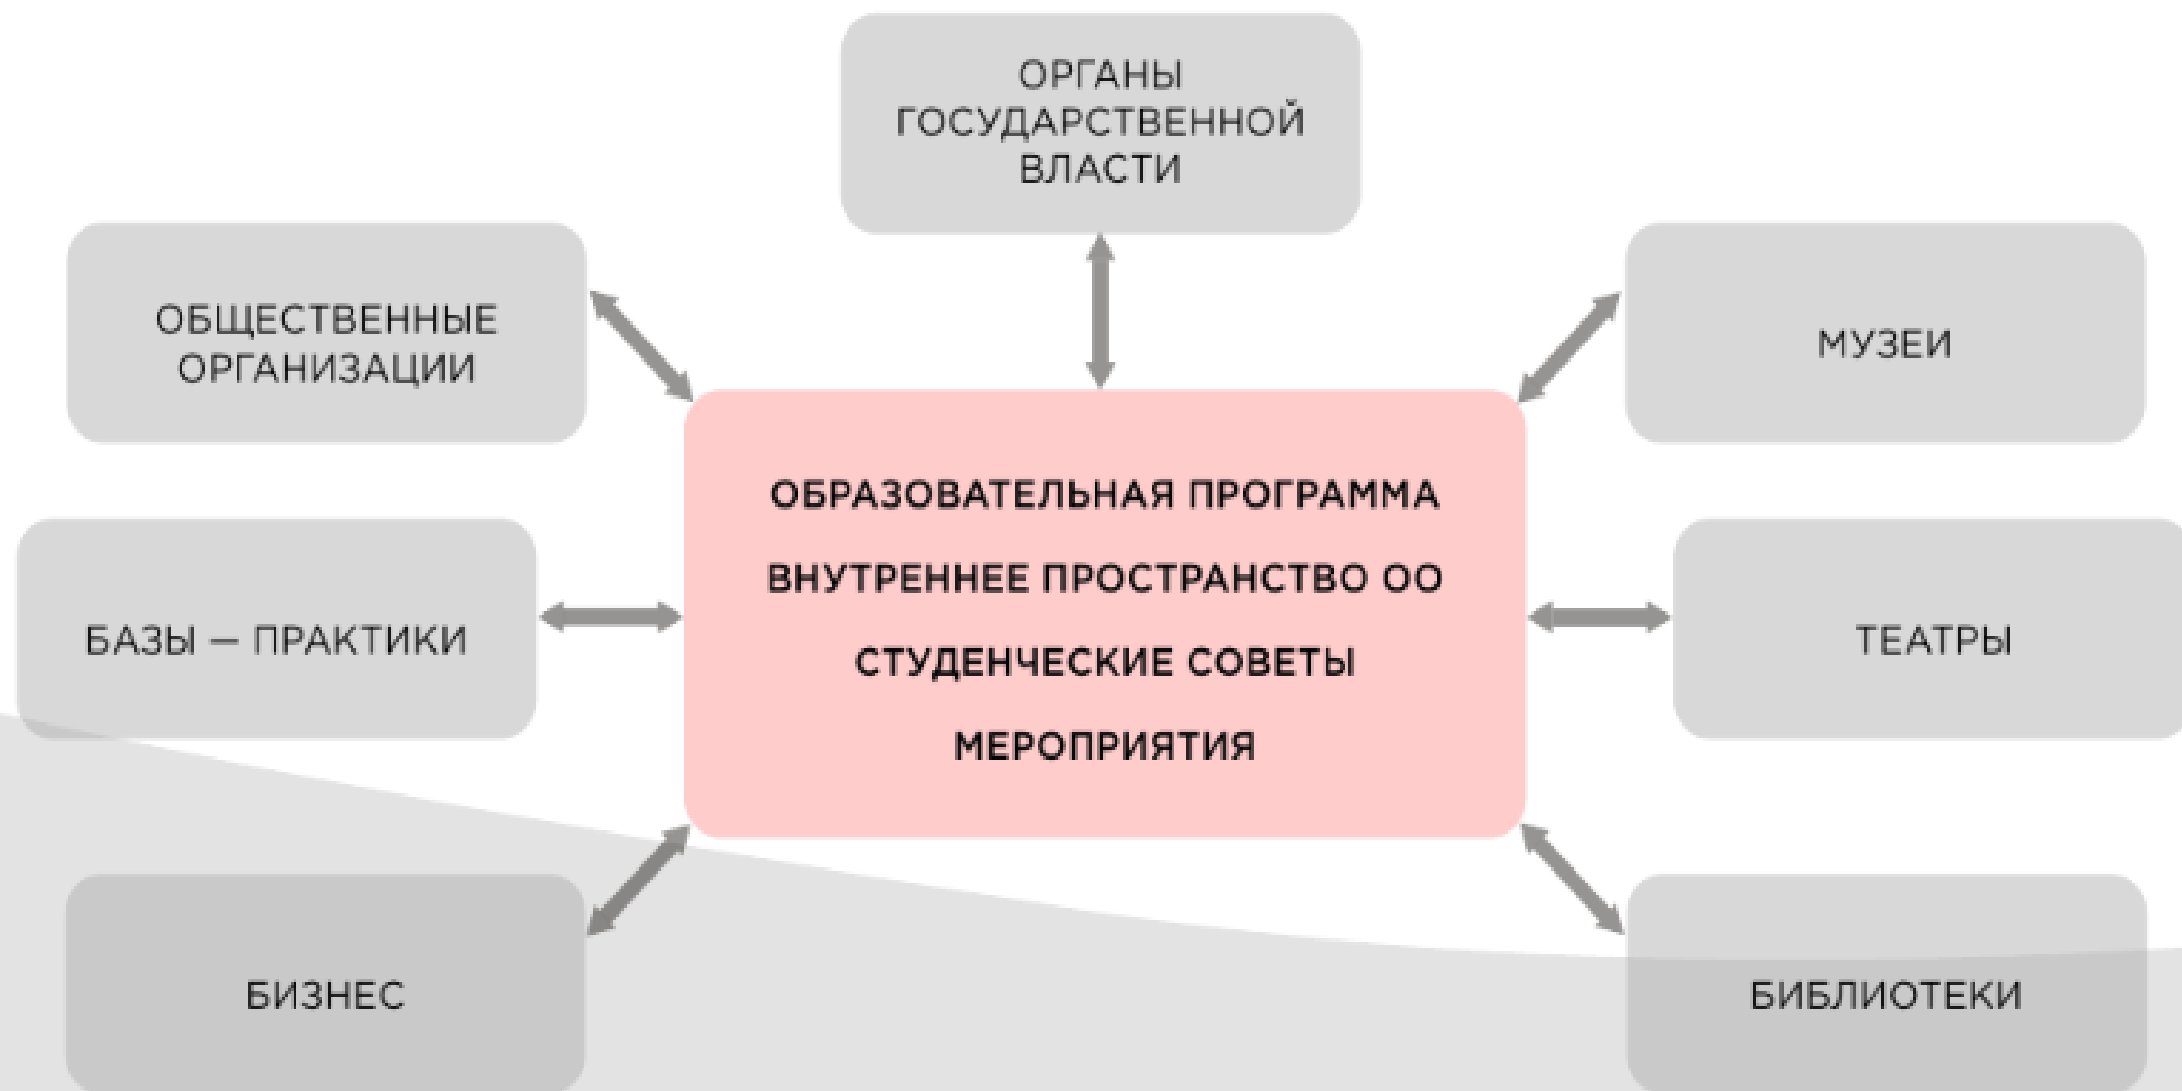 ОРГАНЫ
ГОСУДАРСТВЕННОЙ
ВЛАСТИ
ОБЩЕСТВЕННЫЕ
ОРГАНИЗАЦИИ
МУЗЕИ
ОБРАЗОВАТЕЛЬНАЯ ПРОГРАММА
ВНУТРЕННЕЕ ПРОСТРАНСТВО ОО
СТУДЕНЧЕСКИЕ СОВЕТЫ
МЕРОПРИЯТИЯ
БАЗЫ — ПРАКТИКИ
ТЕАТРЫ
БИЗНЕС
БИБЛИОТЕКИ